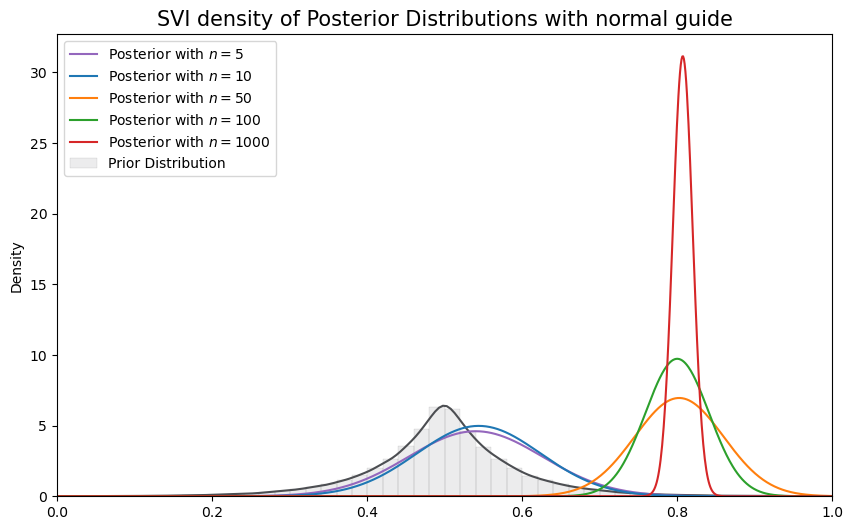 SVI density of Posterior Distributions with normal guide
Posterior with n = 5
Posterior with n = 10
Posterior with n = 50
Posterior with n = 100
Posterior with n = 1000
Prior Distribution
Density
30
25
20
15
10
5
0
0.0 0.2 0.4 0.6 0.8 1.0